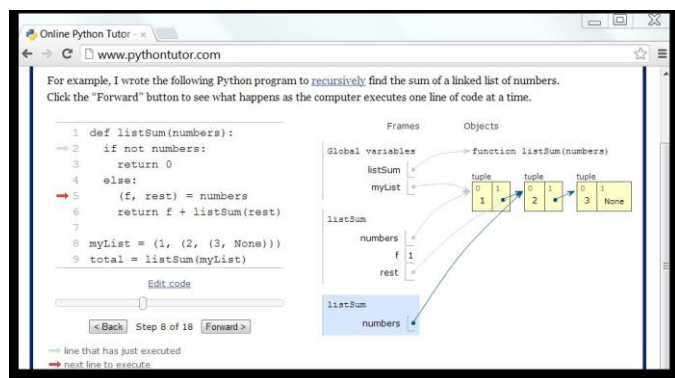 Online Python Tutor - ×
www.pythontutor.com
For example, I wrote the following Python program to recursively find the sum of a linked list of numbers.
Click the “Forward” button to see what happens as the computer executes one line of code at a time.
1 def listSum(numbers):
2 if not numbers:
3 return 0
4 else:
5 (f, rest) = numbers
6 return f + listSum(rest)
7
8 myList = (1, (2, (3, None)))
9 total = listSum(myList)
Edit code
< Back Step 8 of 18 Forward >
line that has just executed
next line to execute
Frames Objects
Global variables function listSum(numbers)
listSum
myList
tuple tuple tuple
0 1 0 1 0 1
1 2 3 None
listSum
numbers
f 1
rest
listSum
numbers